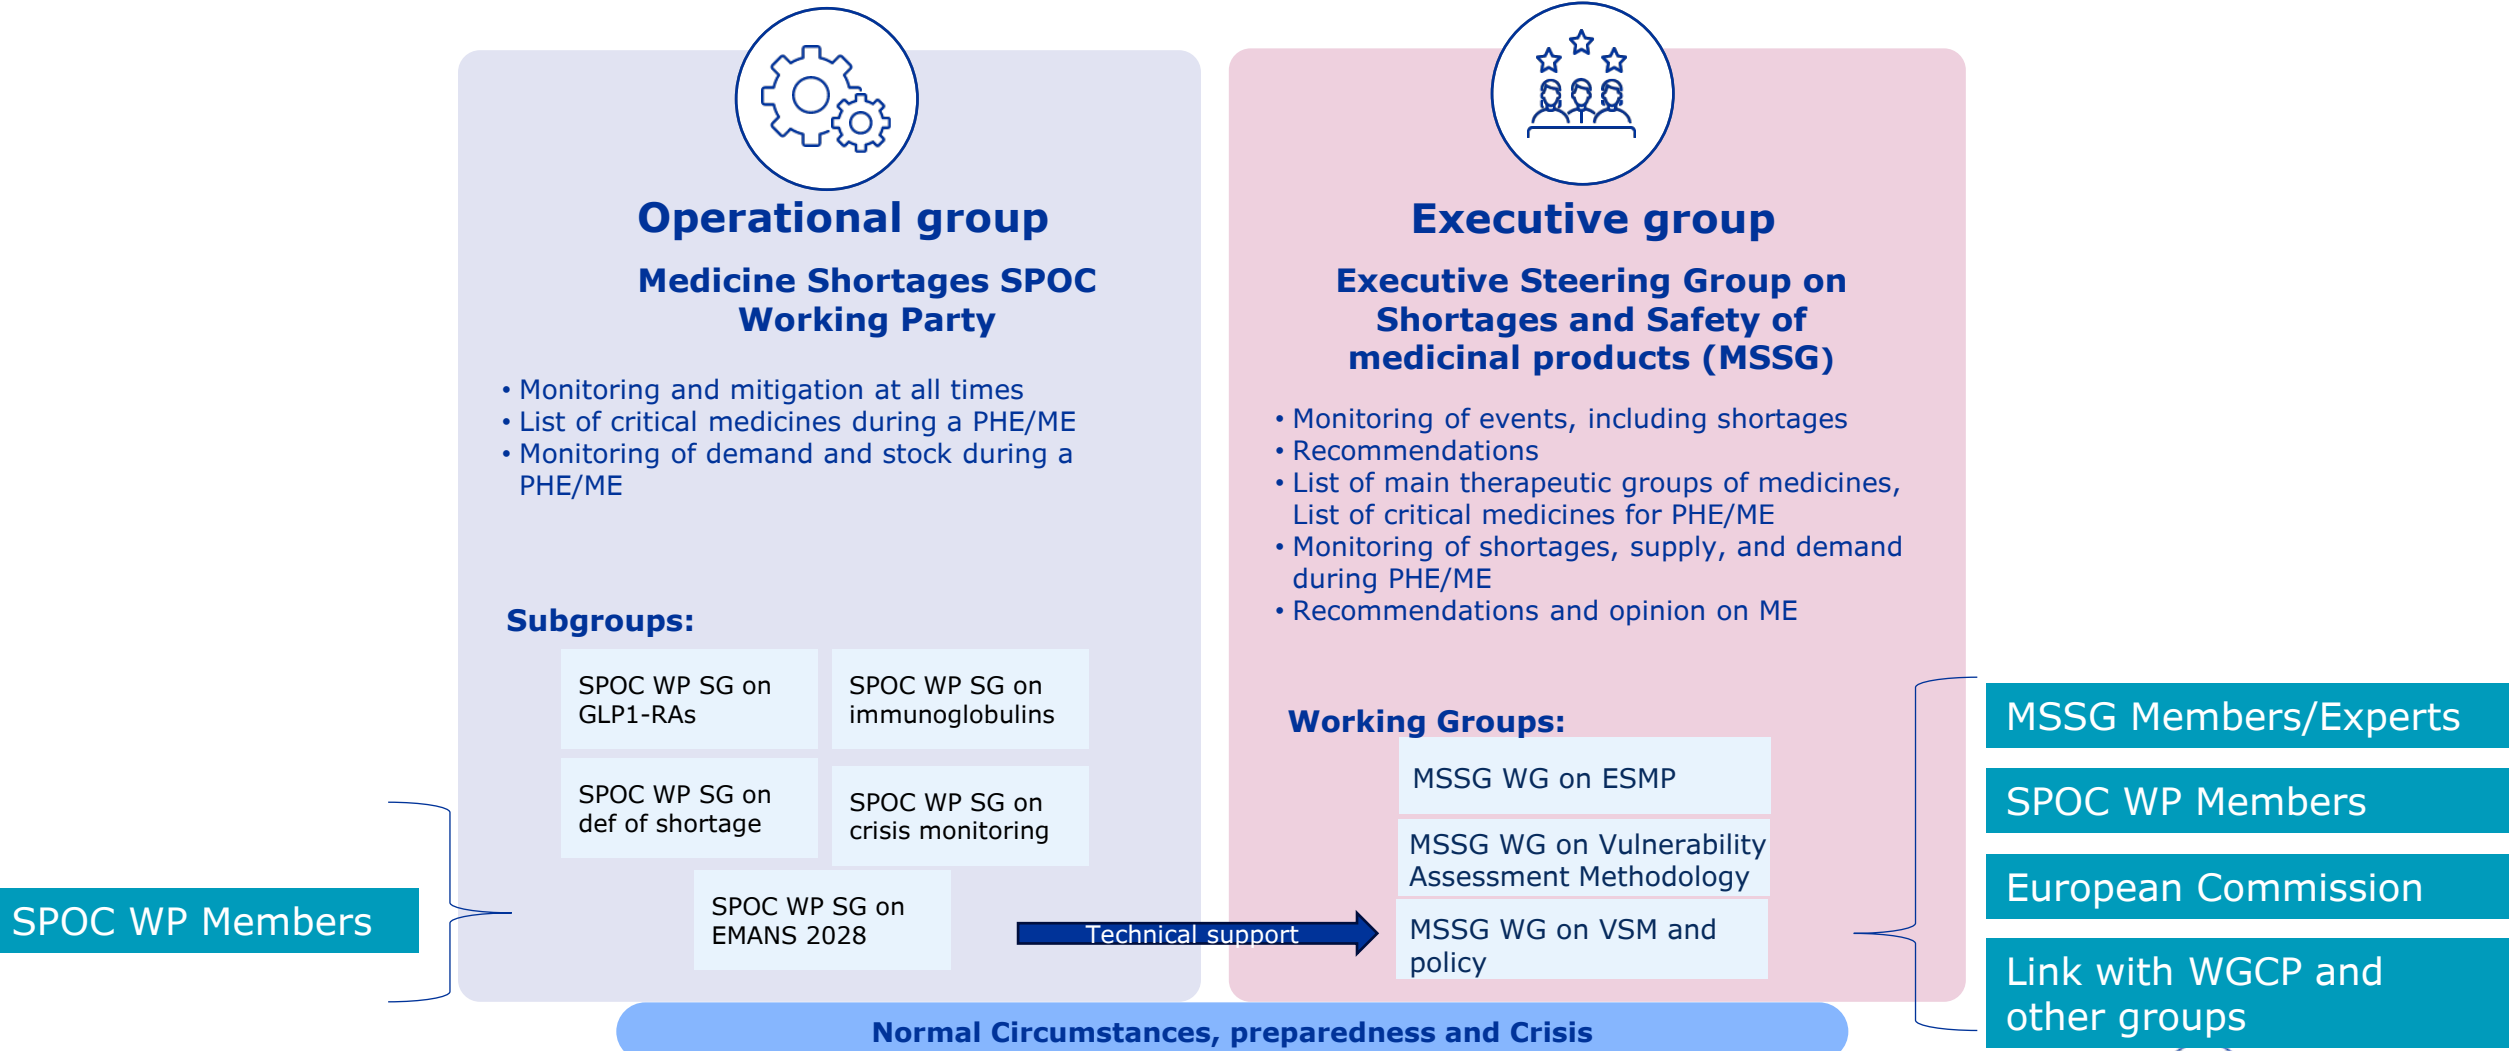 Operational group
Medicine Shortages SPOC
Working Party
• Monitoring and mitigation at all times
• List of critical medicines during a PHE/ME
• Monitoring of demand and stock during a
PHE/ME
Subgroups:
SPOC WP SG on
GLP1-RAs
SPOC WP SG on
immunoglobulins
SPOC WP SG on
def of shortage
SPOC WP SG on
crisis monitoring
SPOC WP SG on
EMANS 2028
SPOC WP Members
Technical support
Executive group
Executive Steering Group on
Shortages and Safety of
medicinal products (MSSG)
• Monitoring of events, including shortages
• Recommendations
• List of main therapeutic groups of medicines,
List of critical medicines for PHE/ME
• Monitoring of shortages, supply, and demand
during PHE/ME
• Recommendations and opinion on ME
Working Groups:
MSSG WG on ESMP
MSSG WG on Vulnerability
Assessment Methodology
MSSG WG on VSM and
policy
MSSG Members/Experts
SPOC WP Members
European Commission
Link with WGCP and
other groups
Normal Circumstances, preparedness and Crisis